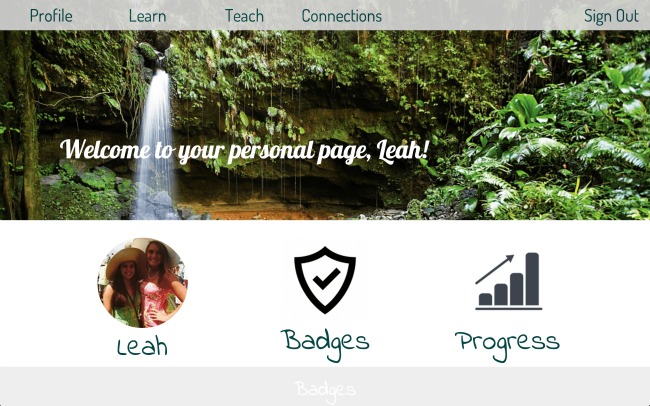 Profile Learn Teach Connections Sign Out
Welcome to your personal page, Leah!
Leah Badges Progress
Badges